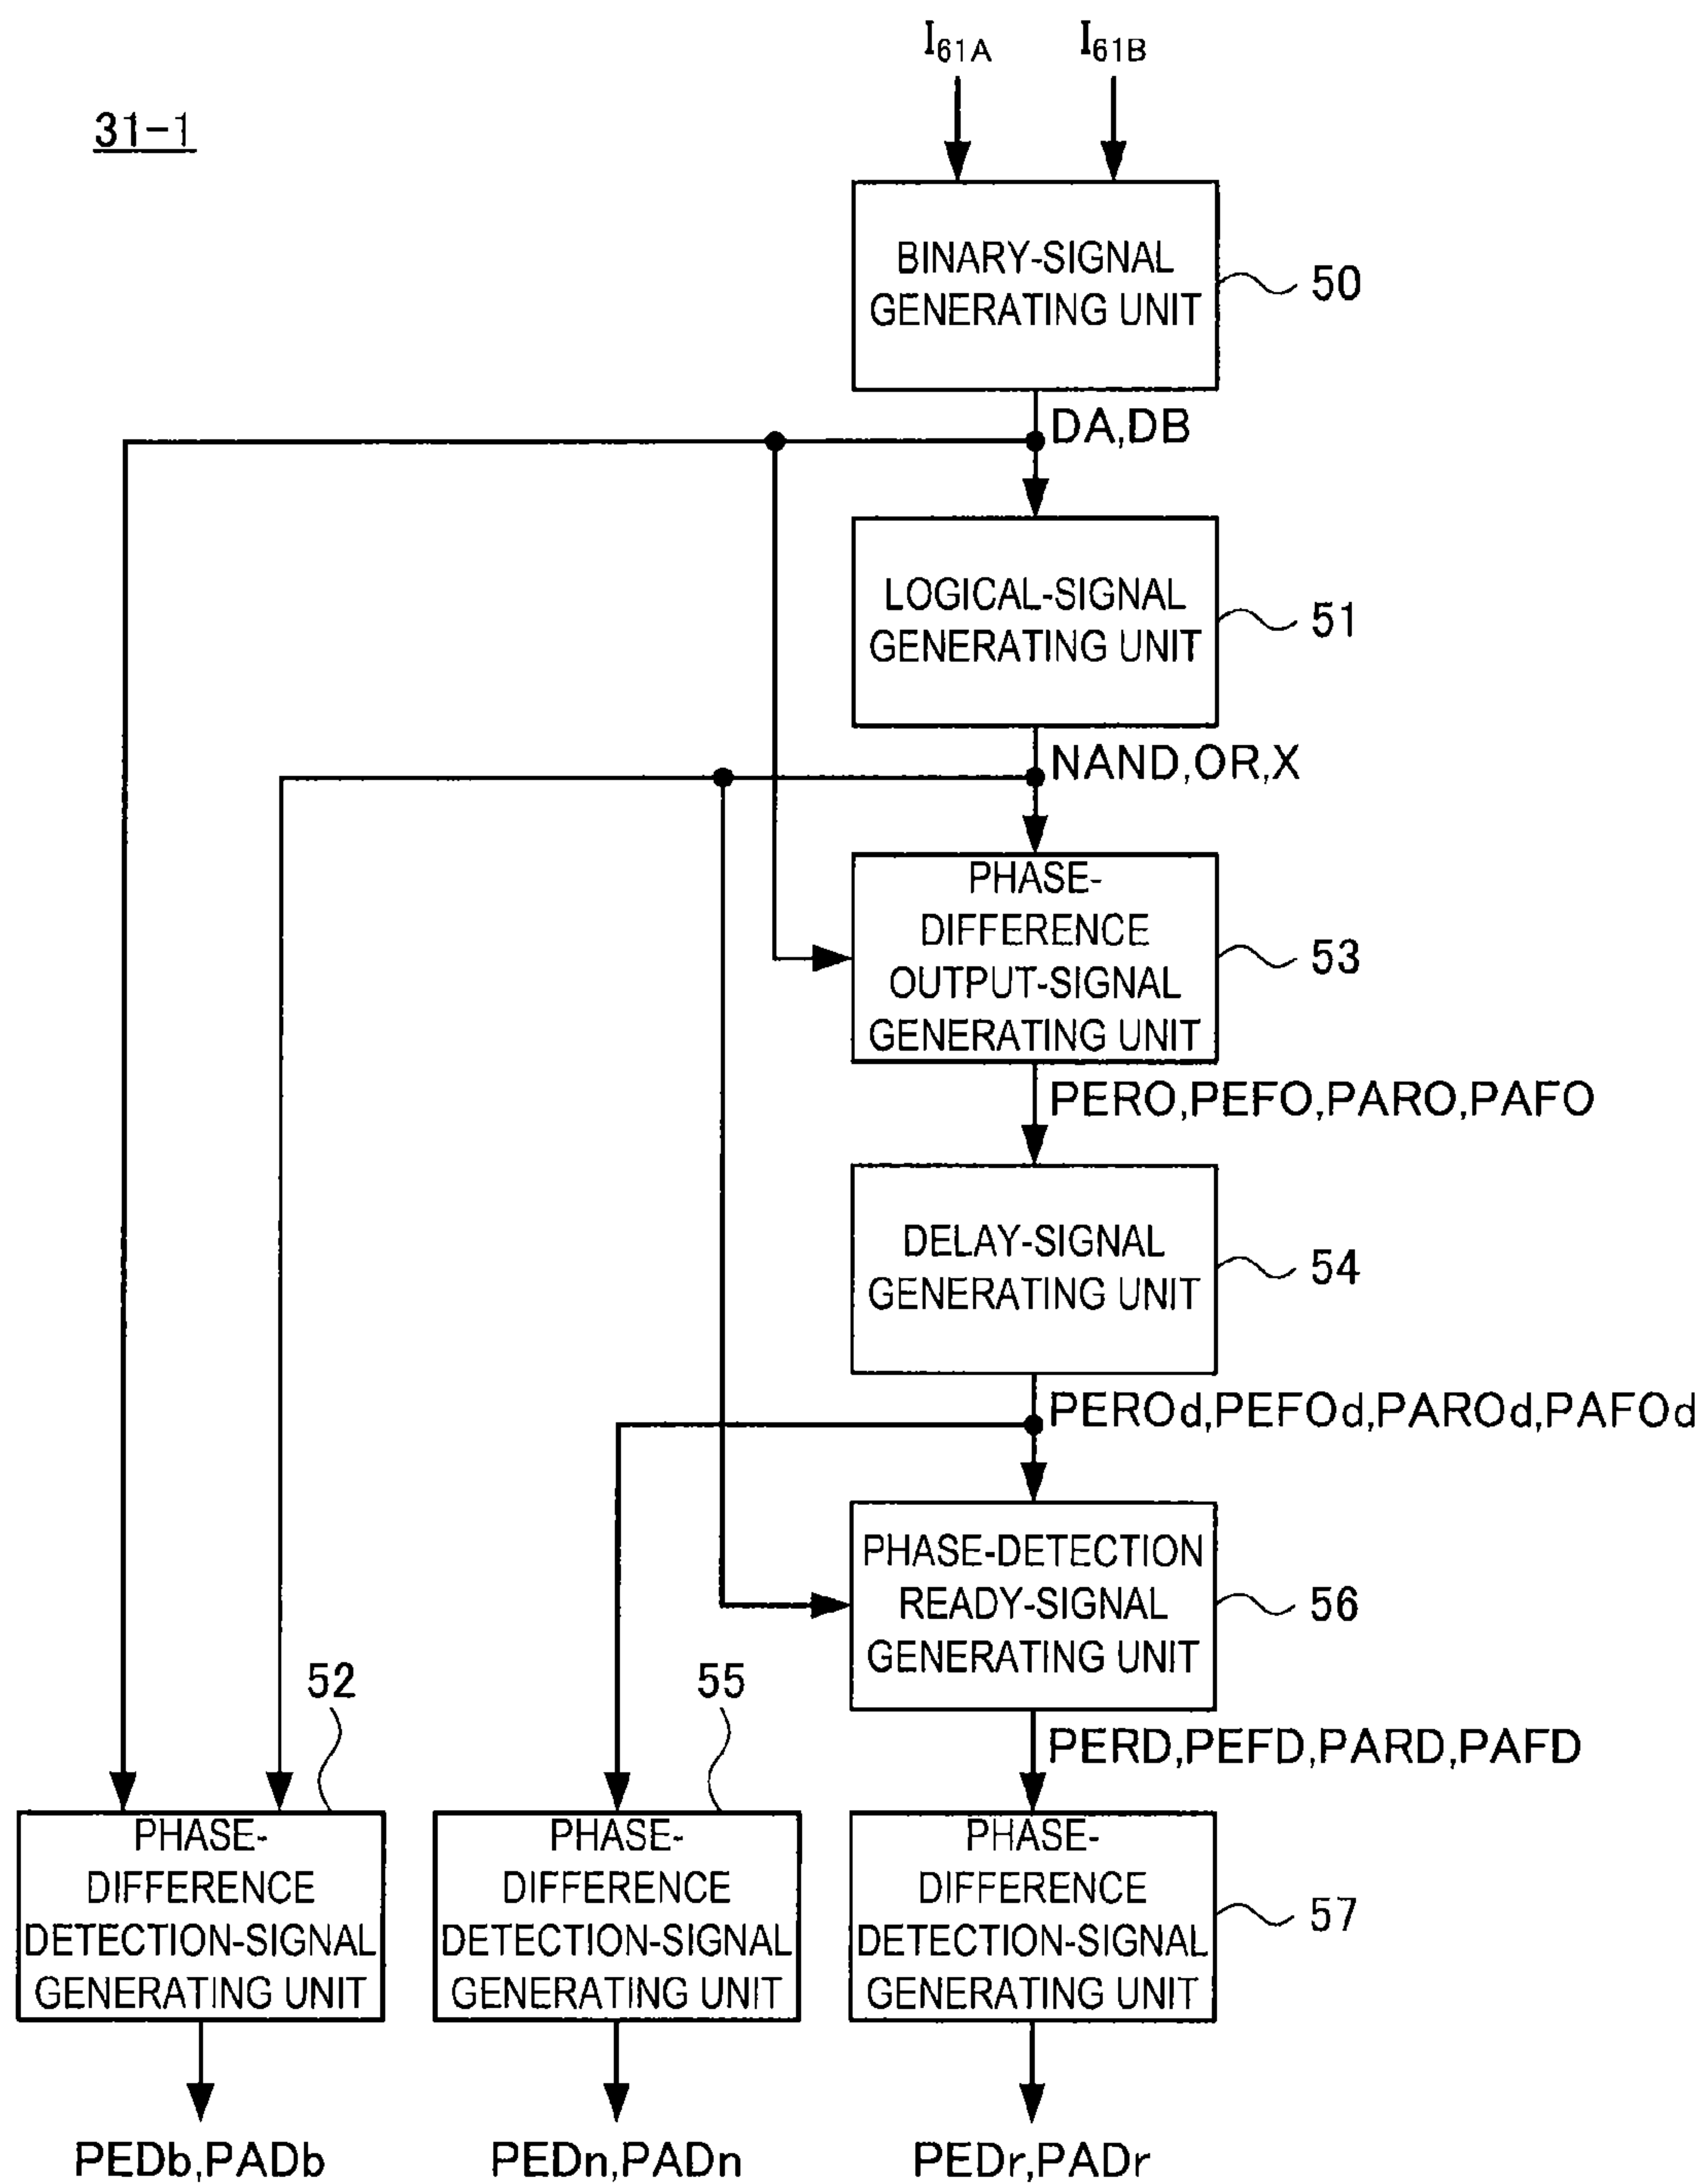 I61A
I61B
31-1
BINARY-SIGNAL
GENERATING UNIT
50
DA,DB
LOGICAL-SIGNAL
GENERATING UNIT
51
NAND,OR,X
PHASE-
DIFFERENCE
OUTPUT-SIGNAL
GENERATING UNIT
53
PERO,PEFO,PARO,PAFO
DELAY-SIGNAL
GENERATING UNIT
54
PEROd,PEFOd,PAROd,PAFOd
PHASE-DETECTION
READY-SIGNAL
GENERATING UNIT
56
PERD,PEFD,PARD,PAFD
52
PHASE-
DIFFERENCE
DETECTION-SIGNAL
GENERATING UNIT
55
PHASE-
DIFFERENCE
DETECTION-SIGNAL
GENERATING UNIT
PHASE-
DIFFERENCE
DETECTION-SIGNAL
GENERATING UNIT
57
PEDb,PADb
PEDn,PADn
PEDr,PADr